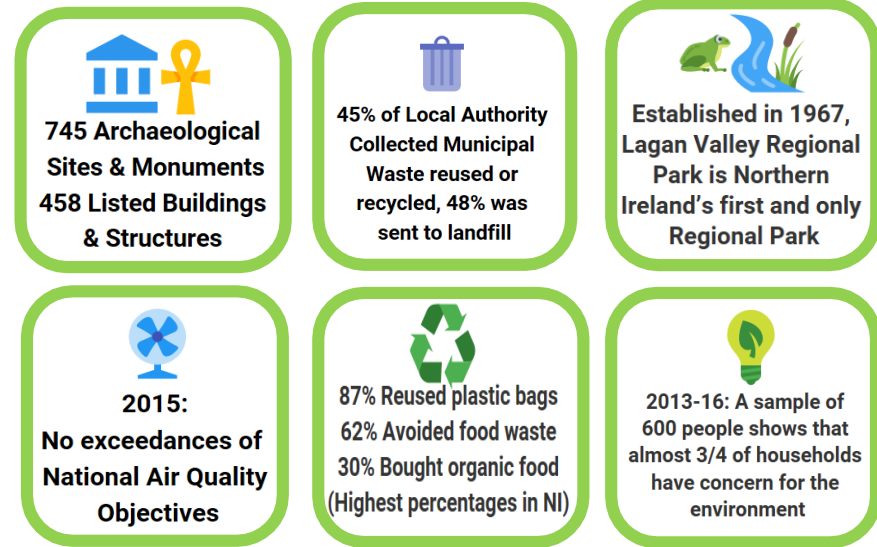 745 Archaeological
Sites & Monuments
458 Listed Buildings
& Structures
45% of Local Authority
Collected Municipal
Waste reused or
recycled, 48% was
sent to landfill
Established in 1967,
Lagan Valley Regional
Park is Northern
Ireland's first and only
Regional Park
2015:
No exceedances of
National Air Quality
Objectives
87% Reused plastic bags
62% Avoided food waste
30% Bought organic food
(Highest percentages in NI)
2013-16: A sample of
600 people shows that
almost 3/4 of households
have concern for the
environment